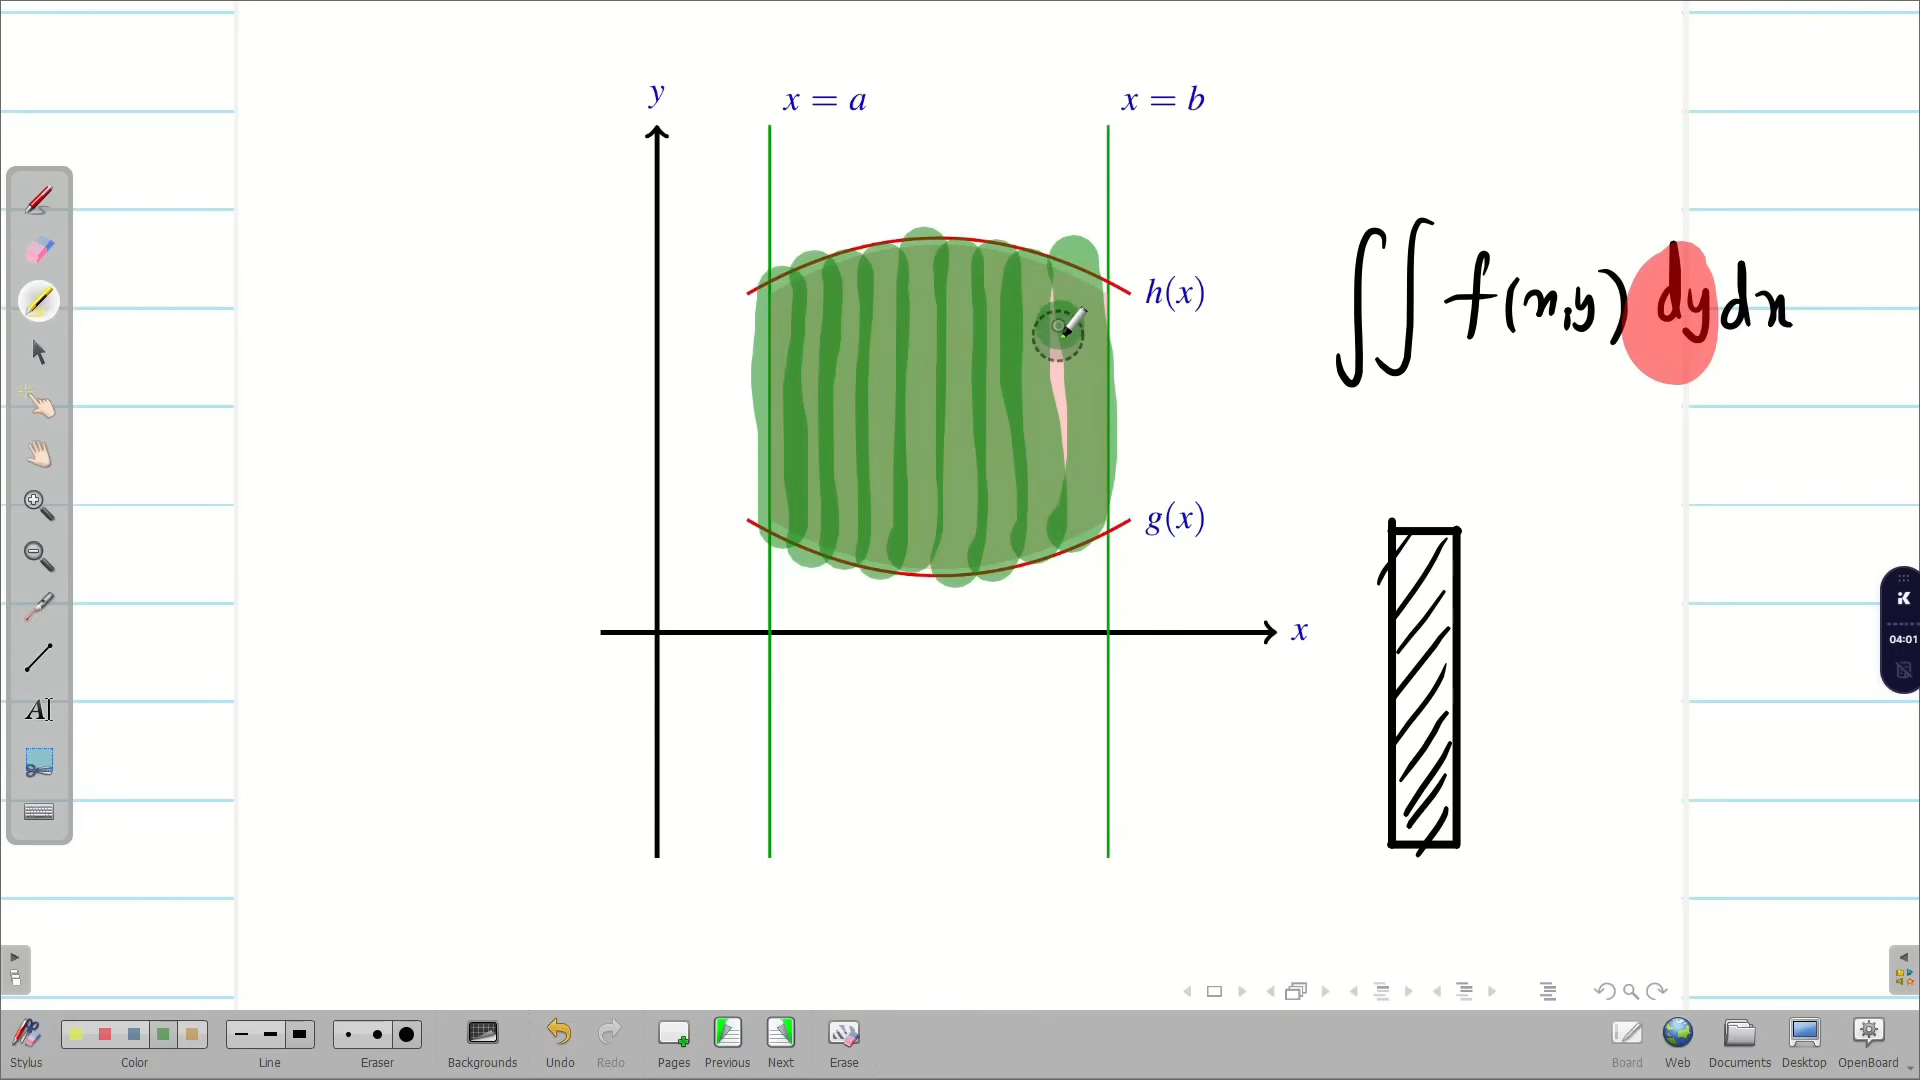 y
x = a
x = b
h(x)
∫∫ f(x,y) dy dx
g(x)
x
04:01
A
Stylus
Color
Line
Eraser
Backgrounds
Undo
Redo
Pages
Previous
Next
Erase
Board
Web
Documents
Desktop
OpenBoard